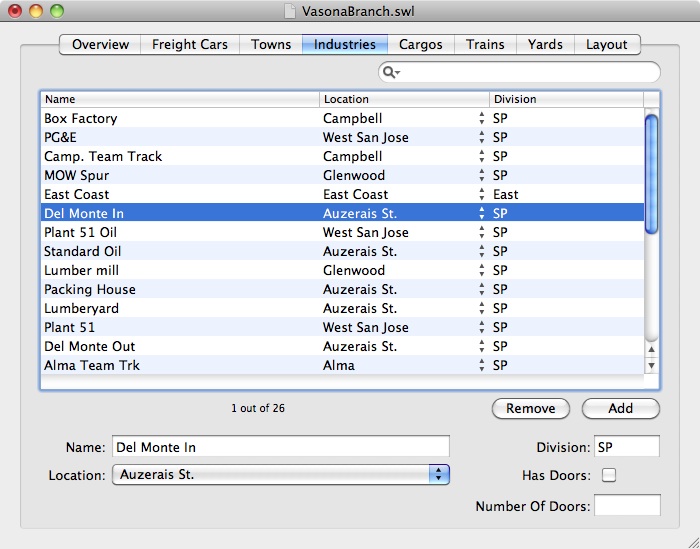 VasonaBranch.swl
Overview Freight Cars Towns Industries Cargos Trains Yards Layout
Name Location Division
Box Factory Campbell SP
PG&E West San Jose SP
Camp. Team Track Campbell SP
MOW Spur Glenwood SP
East Coast East Coast East
Del Monte In Auzerais St. SP
Plant 51 Oil West San Jose SP
Standard Oil Auzerais St. SP
Lumber mill Glenwood SP
Packing House Auzerais St. SP
Lumberyard Auzerais St. SP
Plant 51 West San Jose SP
Del Monte Out Auzerais St. SP
Alma Team Trk Alma SP
1 out of 26 Remove Add
Name: Del Monte In Division: SP
Location: Auzerais St. Has Doors:
Number Of Doors: